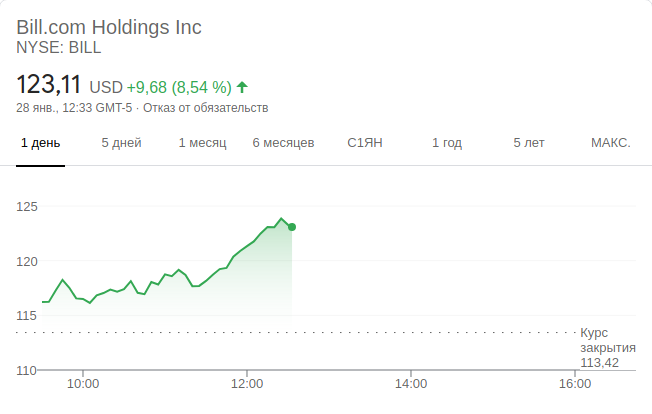 Bill.com Holdings Inc
NYSE: BILL
123,11 USD +9,68 (8,54 %)
28 янв., 12:33 GMT-5 · Отказ от обязательств
1 день 5 дней 1 месяц 6 месяцев С1ЯН 1 год 5 лет МАКС.
125
120
115
Курс
закрытия
113,42
110
10:00 12:00 14:00 16:00